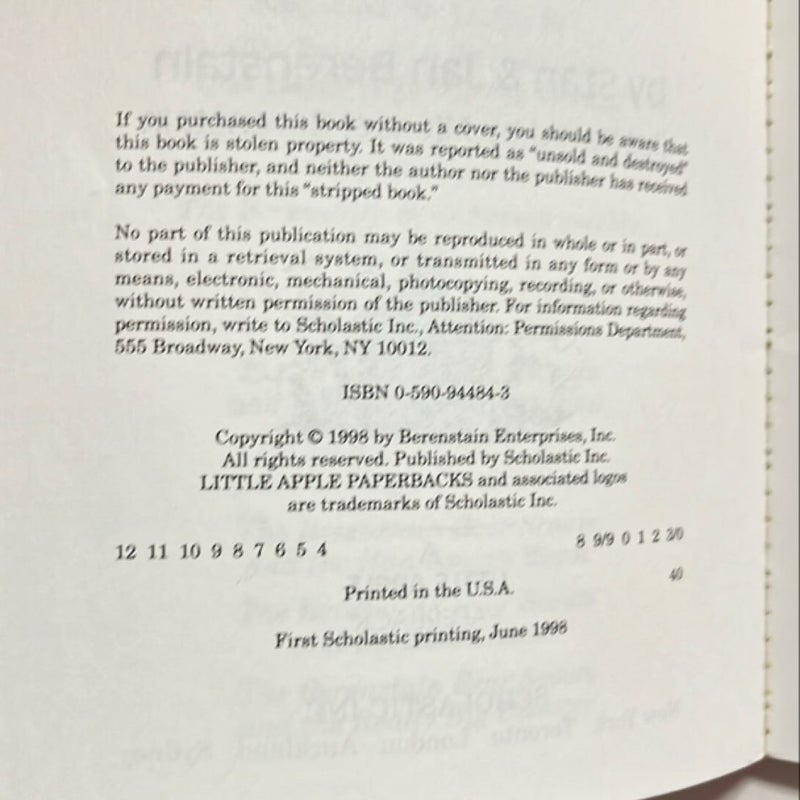 If you purchased this book without a cover, you should be aware that
this book is stolen property. It was reported as "unsold and destroyed"
to the publisher, and neither the author nor the publisher has received
any payment for this "stripped book."
No part of this publication may be reproduced in whole or in part, or
stored in a retrieval system, or transmitted in any form or by any
means, electronic, mechanical, photocopying, recording, or otherwise,
without written permission of the publisher. For information regarding
permission, write to Scholastic Inc., Attention: Permissions Department,
555 Broadway, New York, NY 10012.
ISBN 0-590-94484-3
Copyright © 1998 by Berenstain Enterprises, Inc.
All rights reserved. Published by Scholastic Inc.
LITTLE APPLE PAPERBACKS and associated logos
are trademarks of Scholastic Inc.
12 11 10 9 8 7 6 5 4 8 9/9 0 1 2 3/0
40
Printed in the U.S.A.
First Scholastic printing, June 1998